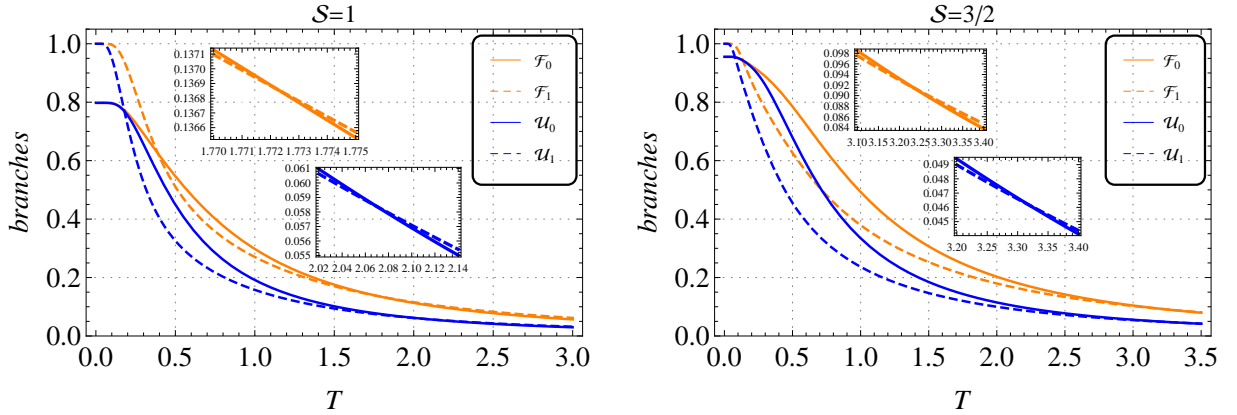 S=1
branches
1.0
0.8
0.6
0.4
0.2
0.0
0.0 0.5 1.0 1.5 2.0 2.5 3.0
T
0.1371
0.1370
0.1369
0.1368
0.1367
0.1366
1.770 1.771 1.772 1.773 1.774 1.775
0.061
0.060
0.059
0.058
0.057
0.056
0.055
2.02 2.04 2.06 2.08 2.10 2.12 2.14
F₀
F₁
U₀
U₁
S=3/2
branches
1.0
0.8
0.6
0.4
0.2
0.0
0.0 0.5 1.0 1.5 2.0 2.5 3.0 3.5
T
0.098
0.096
0.094
0.092
0.090
0.088
0.086
0.084
3.10 3.15 3.20 3.25 3.30 3.35 3.40
0.049
0.048
0.047
0.046
0.045
3.20 3.25 3.30 3.35 3.40
F₀
F₁
U₀
U₁